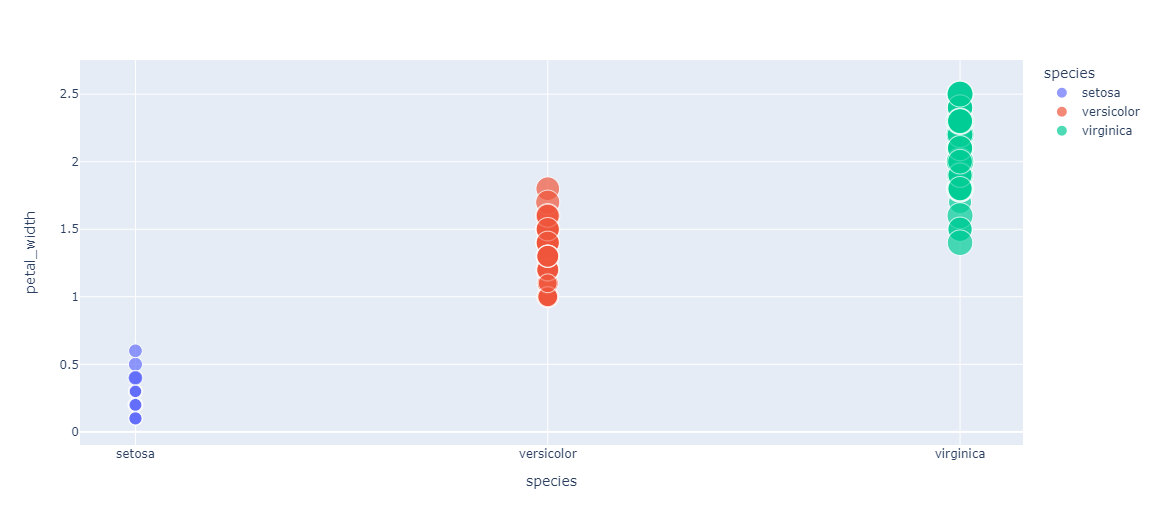 species
setosa
versicolor
virginica
petal_width
2.5
2
1.5
1
0.5
0
setosa
versicolor
virginica
species